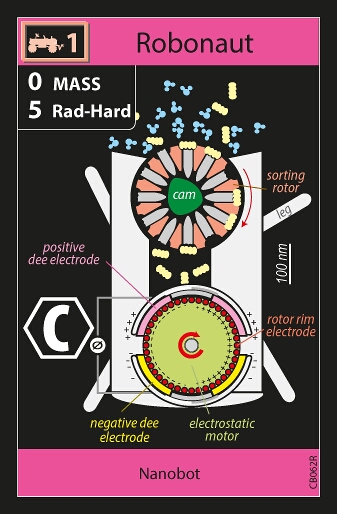 1
Robonaut
0 MASS
5 Rad-Hard
cam
sorting
rotor
leg
positive
dee electrode
100 nm
C
rotor rim
electrode
Ø
negative dee
electrode
electrostatic
motor
Nanobot
CB062R